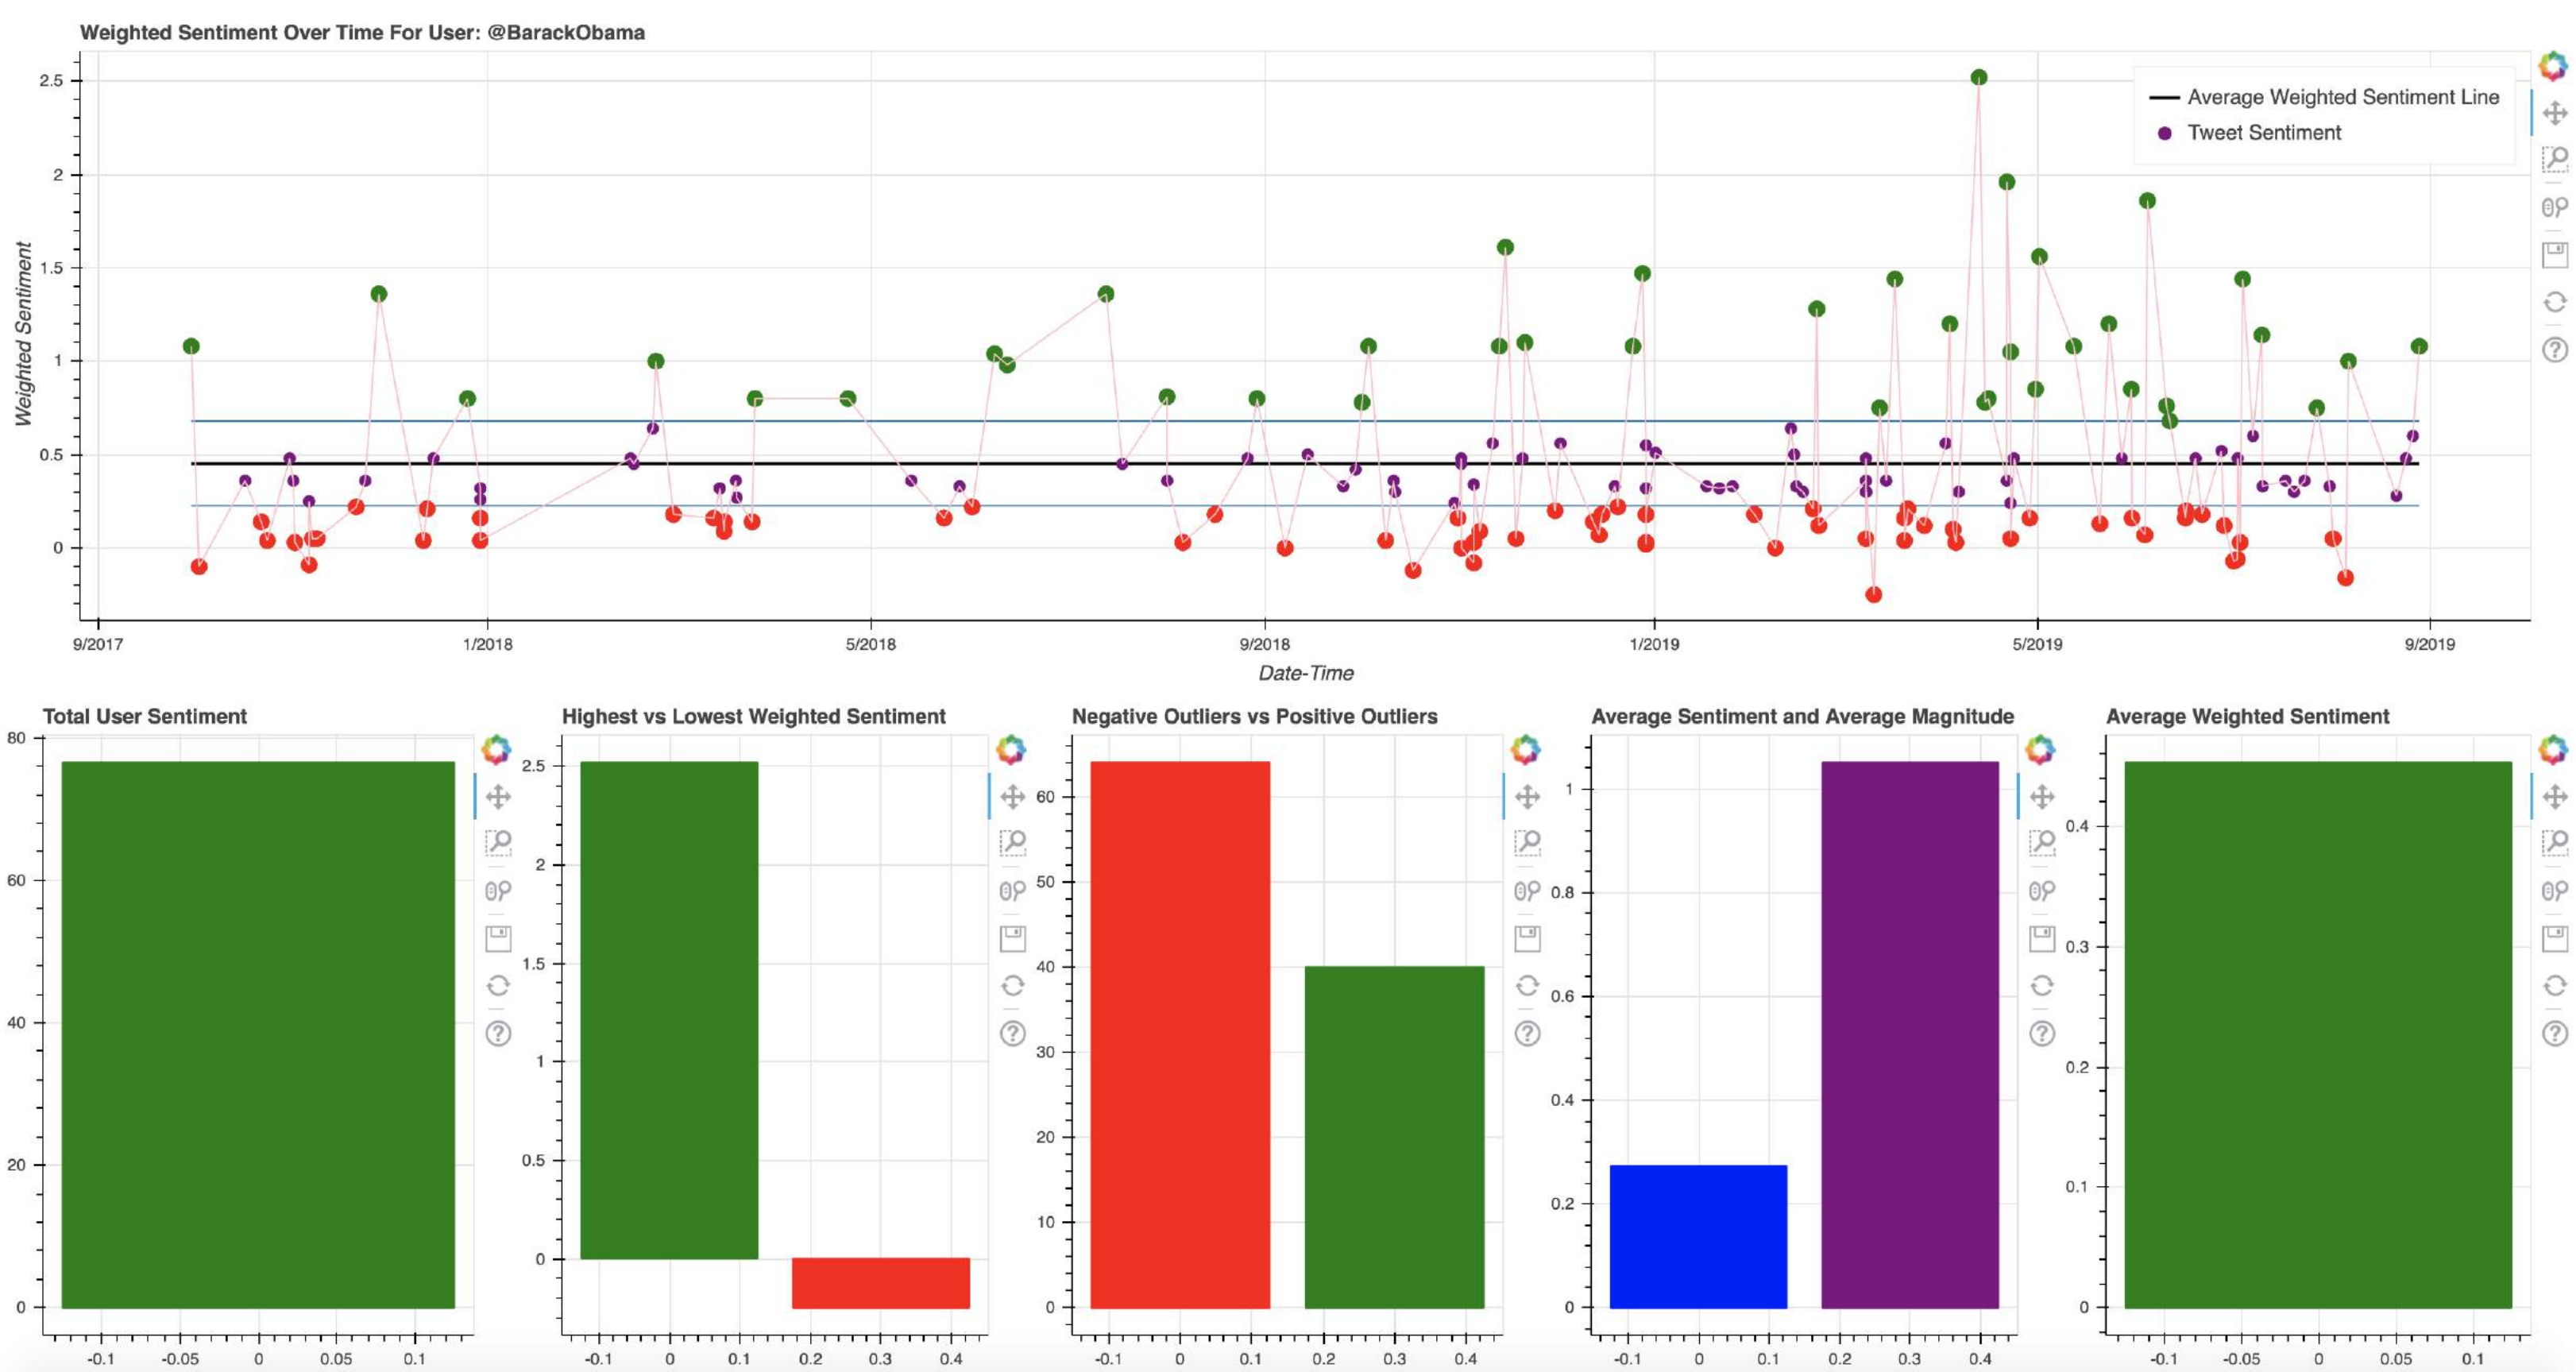 Weighted Sentiment Over Time For User: @BarackObama
Average Weighted Sentiment Line
Tweet Sentiment
Weighted Sentiment
2.5
2
1.5
1
0.5
0
9/2017 1/2018 5/2018 9/2018 1/2019 5/2019 9/2019
Date-Time
Total User Sentiment
80
60
40
20
0
-0.1 -0.05 0 0.05 0.1
Highest vs Lowest Weighted Sentiment
2.5
2
1.5
1
0.5
0
-0.1 0 0.1 0.2 0.3 0.4
Negative Outliers vs Positive Outliers
60
50
40
30
20
10
0
-0.1 0 0.1 0.2 0.3 0.4
Average Sentiment and Average Magnitude
1
0.8
0.6
0.4
0.2
0
-0.1 0 0.1 0.2 0.3 0.4
Average Weighted Sentiment
0.4
0.3
0.2
0.1
0
-0.1 -0.05 0 0.05 0.1